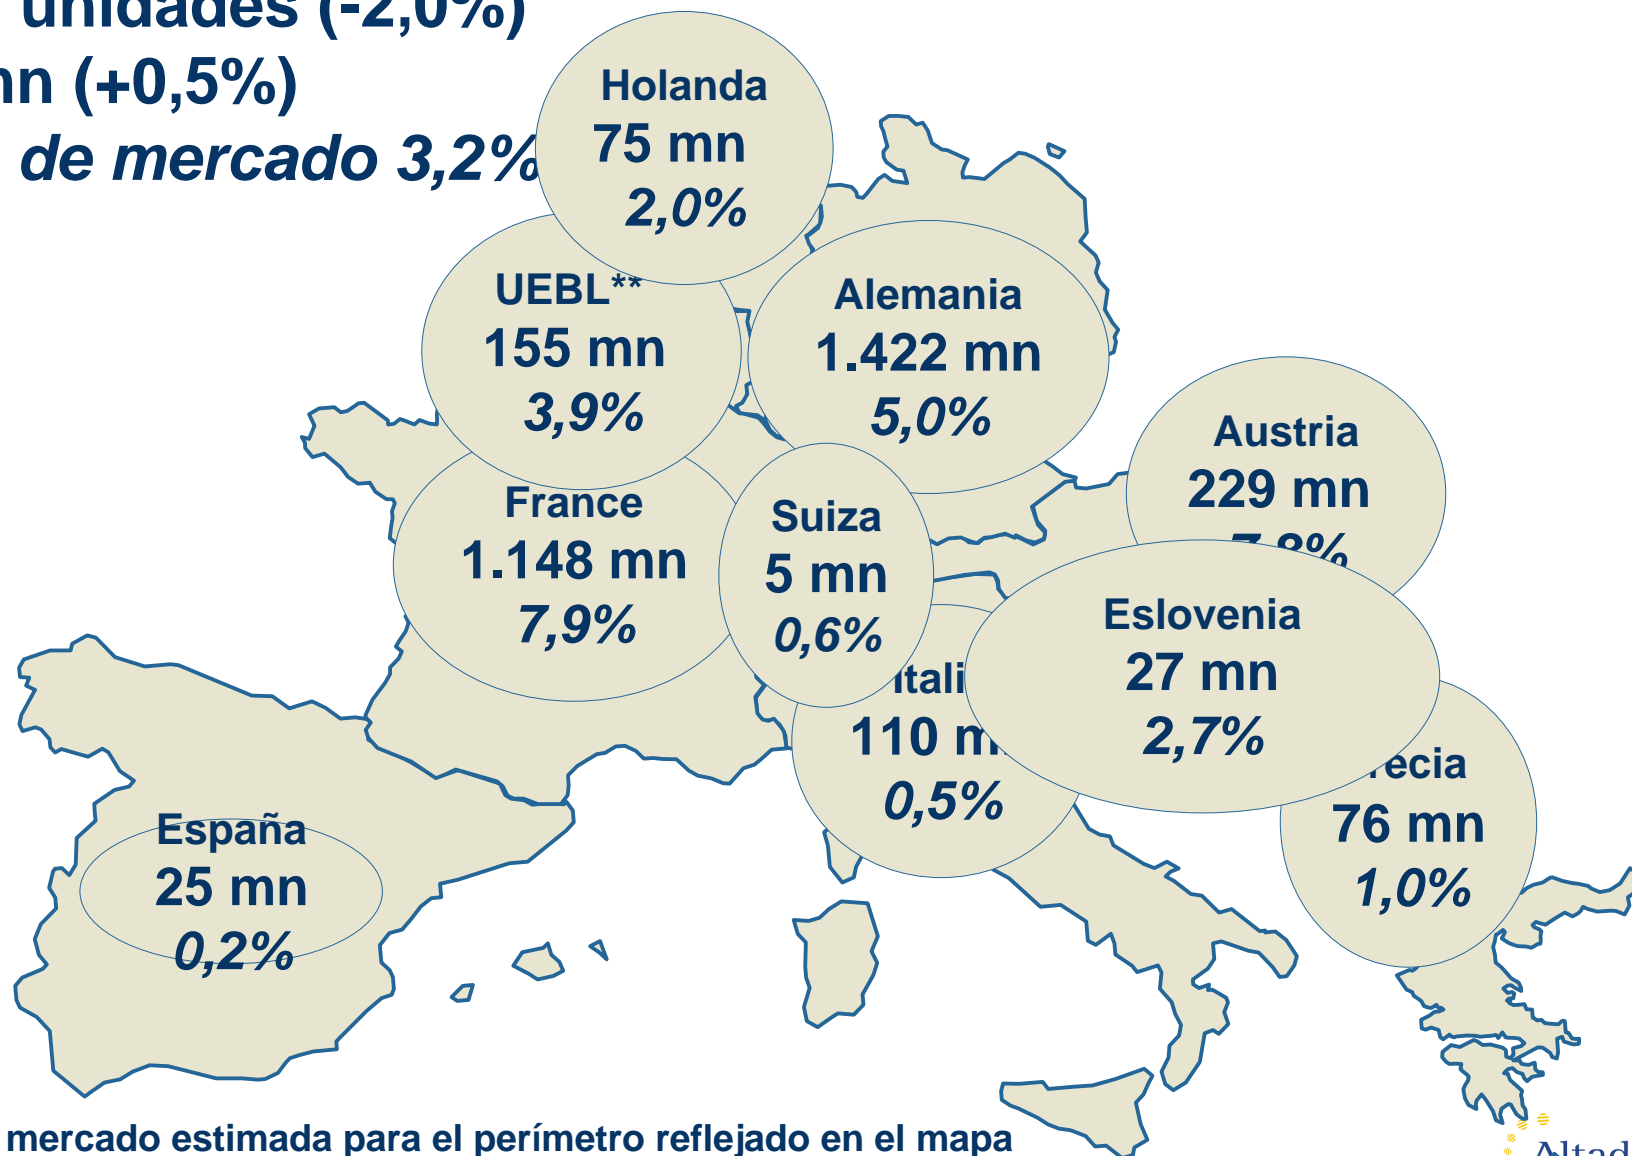 unidades (-2,0%)
(+0,5%)
de mercado 3,2%
Holanda
75 mn
2,0%
UEBL**
155 mn
3,9%
Alemania
1.422 mn
5,0%
Austria
229 mn
7,8%
France
1.148 mn
7,9%
Suiza
5 mn
0,6%
Eslovenia
27 mn
2,7%
110
0,5%
76 mn
1,0%
España
25 mn
0,2%
mercado estimada para el perímetro reflejado en el mapa